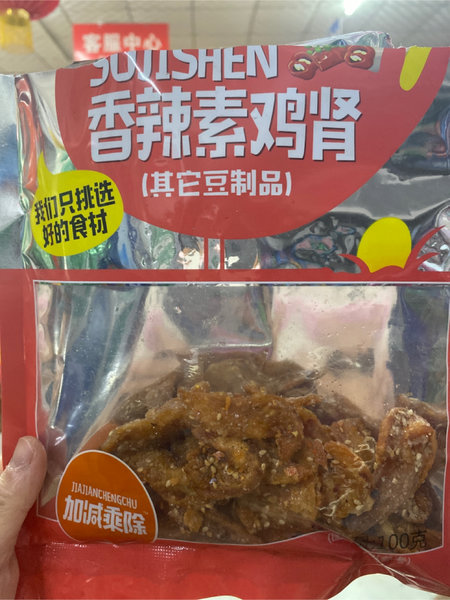 客服中心
SUJISHEN
香辣素鸡肾
(其它豆制品)
我们只挑选
好的食材
JIAJIANCHENGCHU
加减乘除
100克